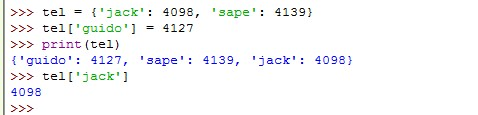 >>> tel = {'jack': 4098, 'sape': 4139}
>>> tel['guido'] = 4127
>>> print(tel)
{'guido': 4127, 'sape': 4139, 'jack': 4098}
>>> tel['jack']
4098
>>>